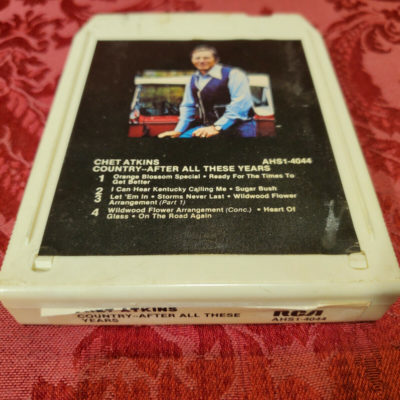 CHET ATKINS AHS1-4044
COUNTRY--AFTER ALL THESE YEARS
1 Orange Blossom Special • Ready For The Times To
Get Better
2 I Can Hear Kentucky Calling Me • Sugar Bush
3 Let 'Em In • Storms Never Last • Wildwood Flower
Arrangement (Part 1)
4 Wildwood Flower Arrangement (Conc.) • Heart Of
Glass • On The Road Again
CHET ATKINS RCA
COUNTRY--AFTER ALL THESE AHS1-4044
YEARS